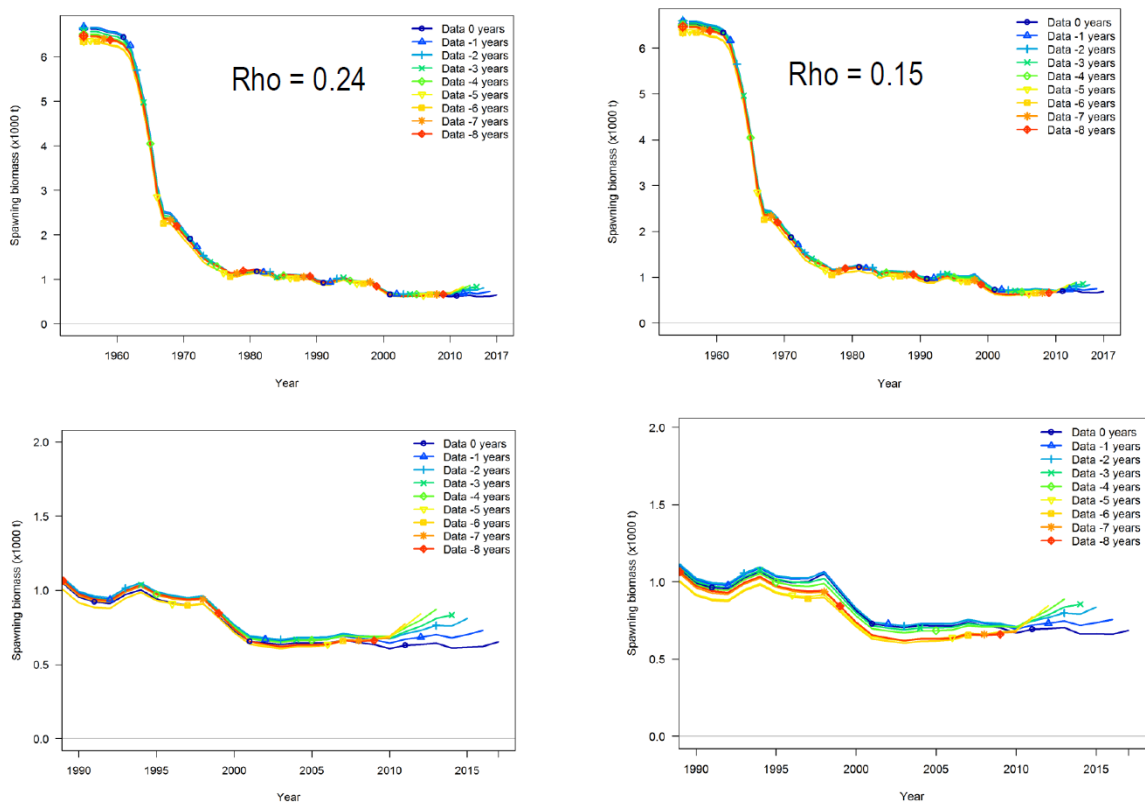 Spawning biomass (x1000 t)
6
5
4
3
2
1
0
Rho = 0.24
Data 0 years
Data -1 years
Data -2 years
Data -3 years
Data -4 years
Data -5 years
Data -6 years
Data -7 years
Data -8 years
1960 1970 1980 1990 2000 2010 2017
Year
Spawning biomass (x1000 t)
6
5
4
3
2
1
0
Rho = 0.15
Data 0 years
Data -1 years
Data -2 years
Data -3 years
Data -4 years
Data -5 years
Data -6 years
Data -7 years
Data -8 years
1960 1970 1980 1990 2000 2010 2017
Year
Spawning biomass (x1000 t)
2.0
1.5
1.0
0.5
0.0
Data 0 years
Data -1 years
Data -2 years
Data -3 years
Data -4 years
Data -5 years
Data -6 years
Data -7 years
Data -8 years
1990 1995 2000 2005 2010 2015
Year
Spawning biomass (x1000 t)
2.0
1.5
1.0
0.5
0.0
Data 0 years
Data -1 years
Data -2 years
Data -3 years
Data -4 years
Data -5 years
Data -6 years
Data -7 years
Data -8 years
1990 1995 2000 2005 2010 2015
Year